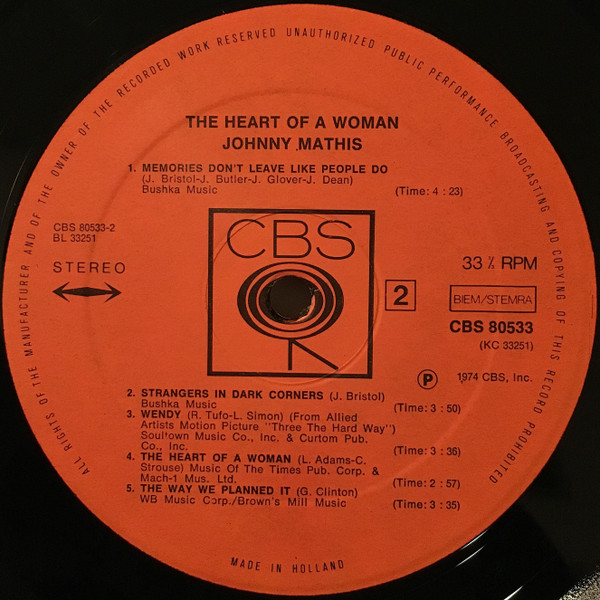 ALL RIGHTS OF THE MANUFACTURER AND OF THE OWNER OF THE RECORDED WORK RESERVED UNAUTHORIZED PUBLIC PERFORMANCE BROADCASTING AND COPYING OF THIS RECORD PROHIBITED
THE HEART OF A WOMAN
JOHNNY MATHIS
1. MEMORIES DON'T LEAVE LIKE PEOPLE DO
(J. Bristol-J. Butler-J. Glover-J. Dean)
Bushka Music (Time: 4 : 23)
CBS 80533-2
BL 33251
STEREO
CBS
2
33⅓ RPM
BIEM/STEMRA
CBS 80533
(KC 33251)
Ⓟ 1974 CBS, Inc.
2. STRANGERS IN DARK CORNERS (J. Bristol)
Bushka Music (Time: 3 : 50)
3. WENDY (R. Tufo-L. Simon) (From Allied
Artists Motion Picture "Three The Hard Way")
Soultown Music Co., Inc. & Curtom Pub.
Co., Inc. (Time: 3 : 36)
4. THE HEART OF A WOMAN (L. Adams-C.
Strouse) Music Of The Times Pub. Corp. &
Mach-1 Mus. Ltd. (Time: 2 : 57)
5. THE WAY WE PLANNED IT (G. Clinton)
WB Music Corp./Brown's Mill Music (Time: 3 : 35)
MADE IN HOLLAND